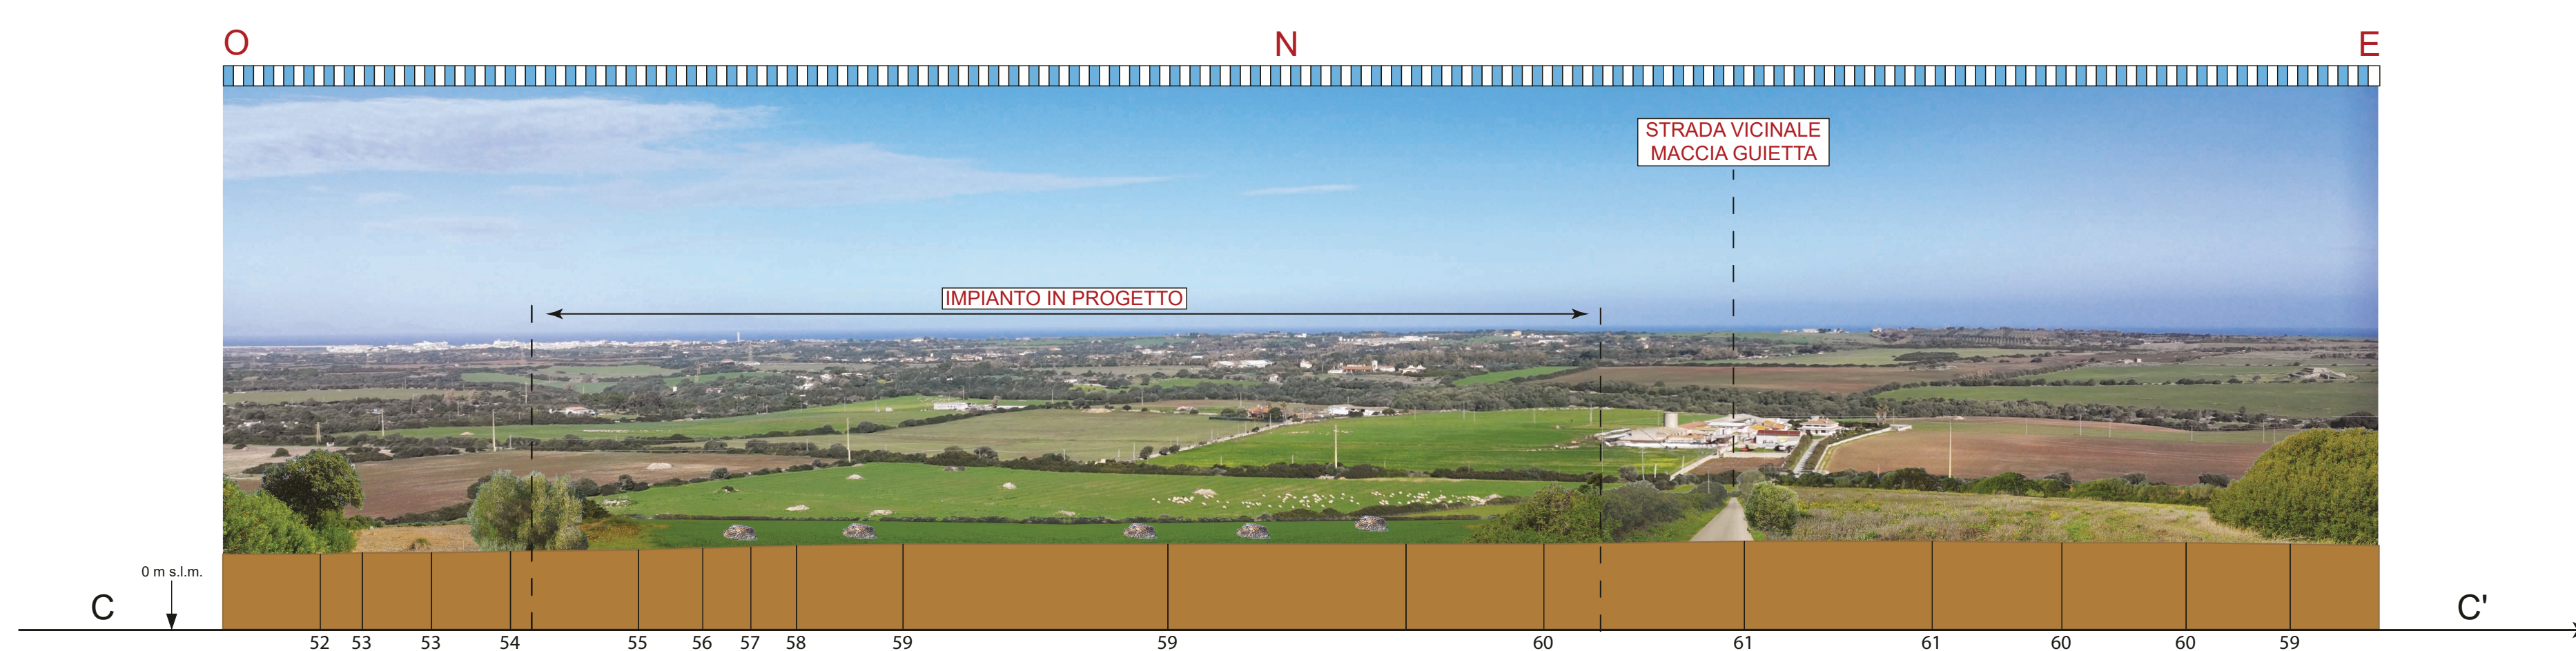 O N E
STRADA VICINALE
MACCIA GUIETTA
IMPIANTO IN PROGETTO
0 m s.l.m.
C C'
52 53 53 54 55 56 57 58 59 59 60 61 61 60 60 59